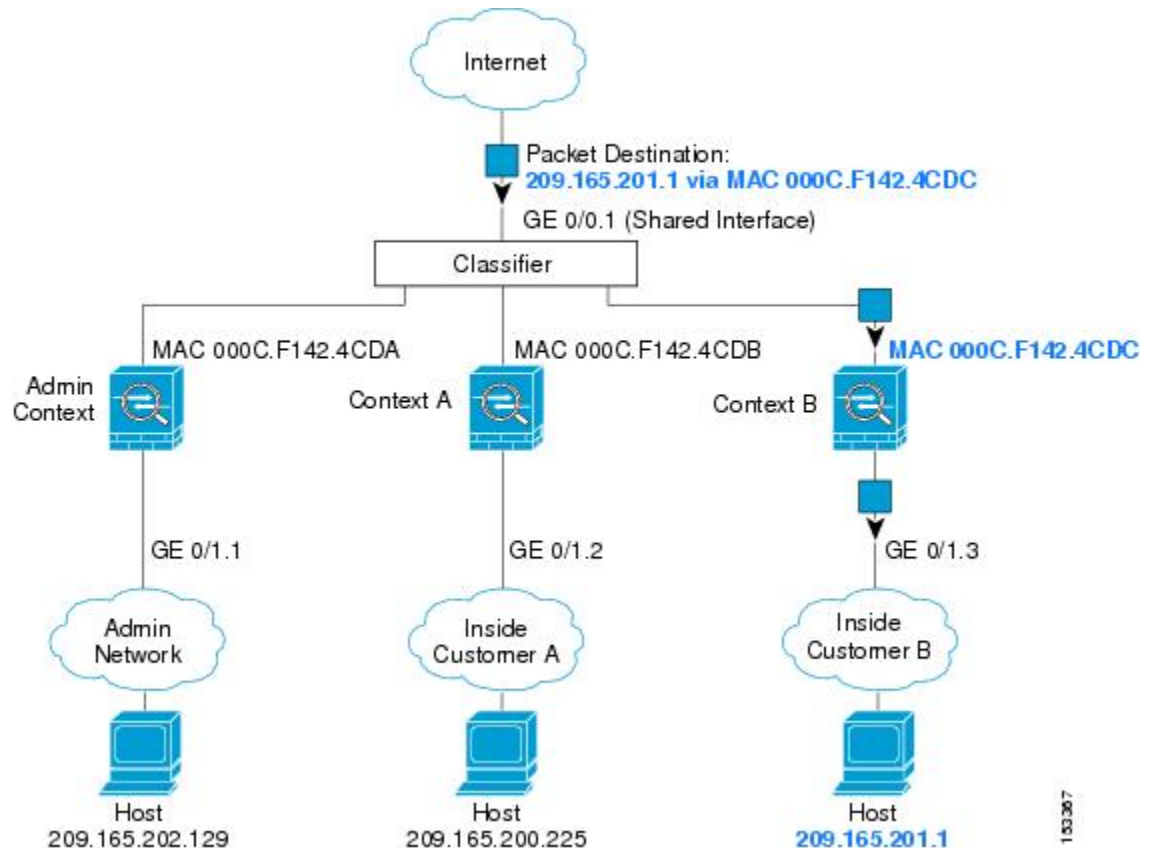 Internet
Packet Destination:
209.165.201.1 via MAC 000C.F142.4CDC
GE 0/0.1 (Shared Interface)
Classifier
MAC 000C.F142.4CDA
MAC 000C.F142.4CDB
MAC 000C.F142.4CDC
Admin
Context
Context A
Context B
GE 0/1.1
GE 0/1.2
GE 0/1.3
Admin
Network
Inside
Customer A
Inside
Customer B
Host
209.165.202.129
Host
209.165.200.225
Host
209.165.201.1
153367